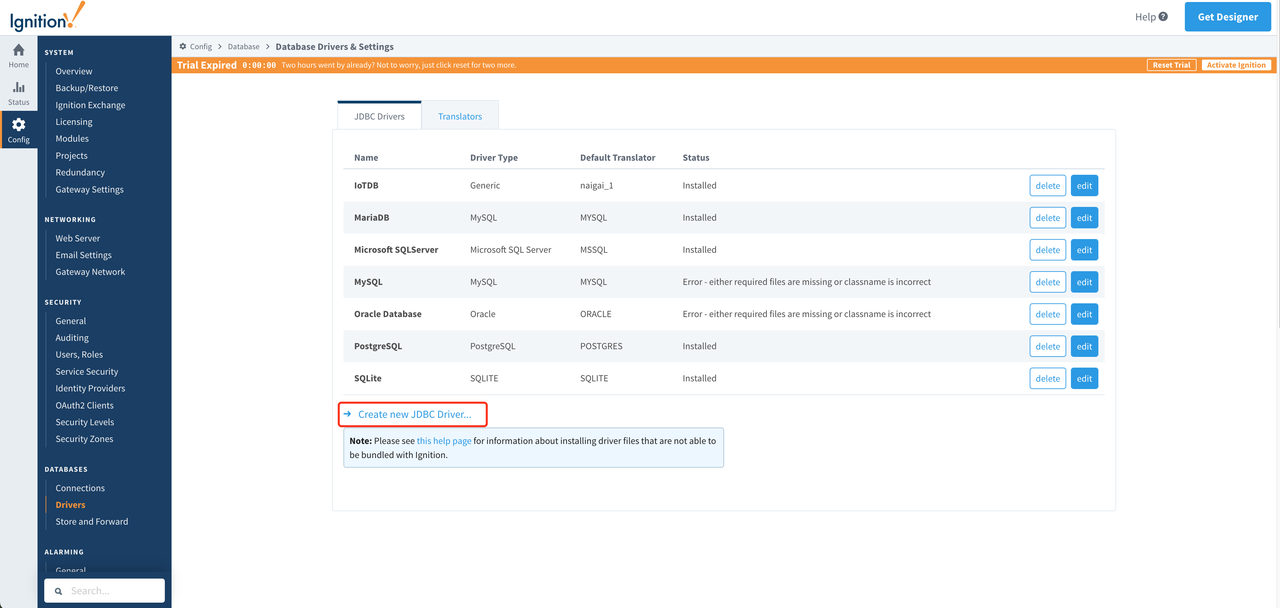 Ignition!
Help ?
Get Designer
Home
Status
Config
SYSTEM
Overview
Backup/Restore
Ignition Exchange
Licensing
Modules
Projects
Redundancy
Gateway Settings
NETWORKING
Web Server
Email Settings
Gateway Network
SECURITY
General
Auditing
Users, Roles
Service Security
Identity Providers
OAuth2 Clients
Security Levels
Security Zones
DATABASES
Connections
Drivers
Store and Forward
ALARMING
General
Search...
Config > Database > Database Drivers & Settings
Trial Expired 0:00:00 Two hours went by already? Not to worry, just click reset for two more. Reset Trial Activate Ignition
JDBC Drivers Translators
Name Driver Type Default Translator Status
IoTDB Generic naigai_1 Installed delete edit
MariaDB MySQL MYSQL Installed delete edit
Microsoft SQLServer Microsoft SQL Server MSSQL Installed delete edit
MySQL MySQL MYSQL Error - either required files are missing or classname is incorrect delete edit
Oracle Database Oracle ORACLE Error - either required files are missing or classname is incorrect delete edit
PostgreSQL PostgreSQL POSTGRES Installed delete edit
SQLite SQLITE SQLITE Installed delete edit
→ Create new JDBC Driver...
Note: Please see this help page for information about installing driver files that are not able to
be bundled with Ignition.